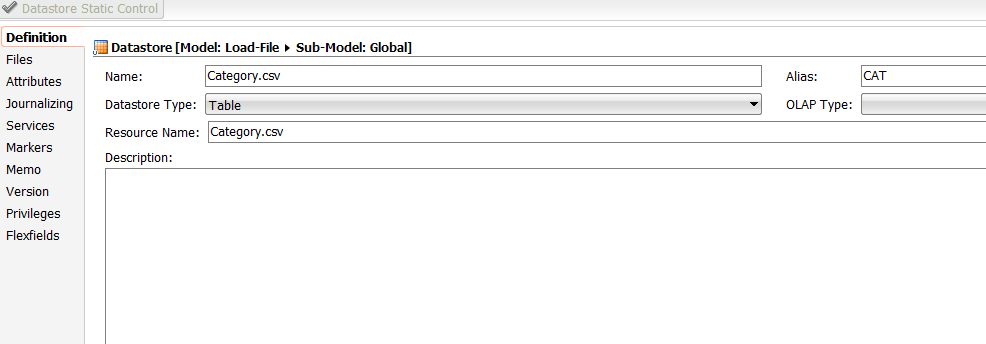 Datastore Static Control
Definition
Files
Attributes
Journalizing
Services
Markers
Memo
Version
Privileges
Flexfields
Datastore [Model: Load-File ▸ Sub-Model: Global]
Name: Category.csv Alias: CAT
Datastore Type: Table OLAP Type:
Resource Name: Category.csv
Description: